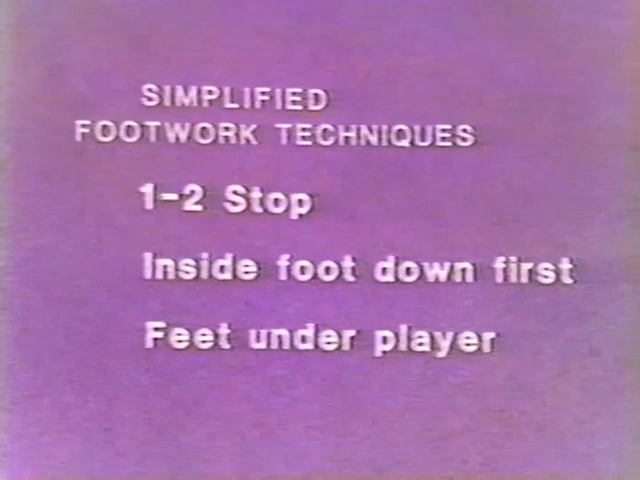 SIMPLIFIED
FOOTWORK TECHNIQUES
1-2 Stop
Inside foot down first
Feet under player